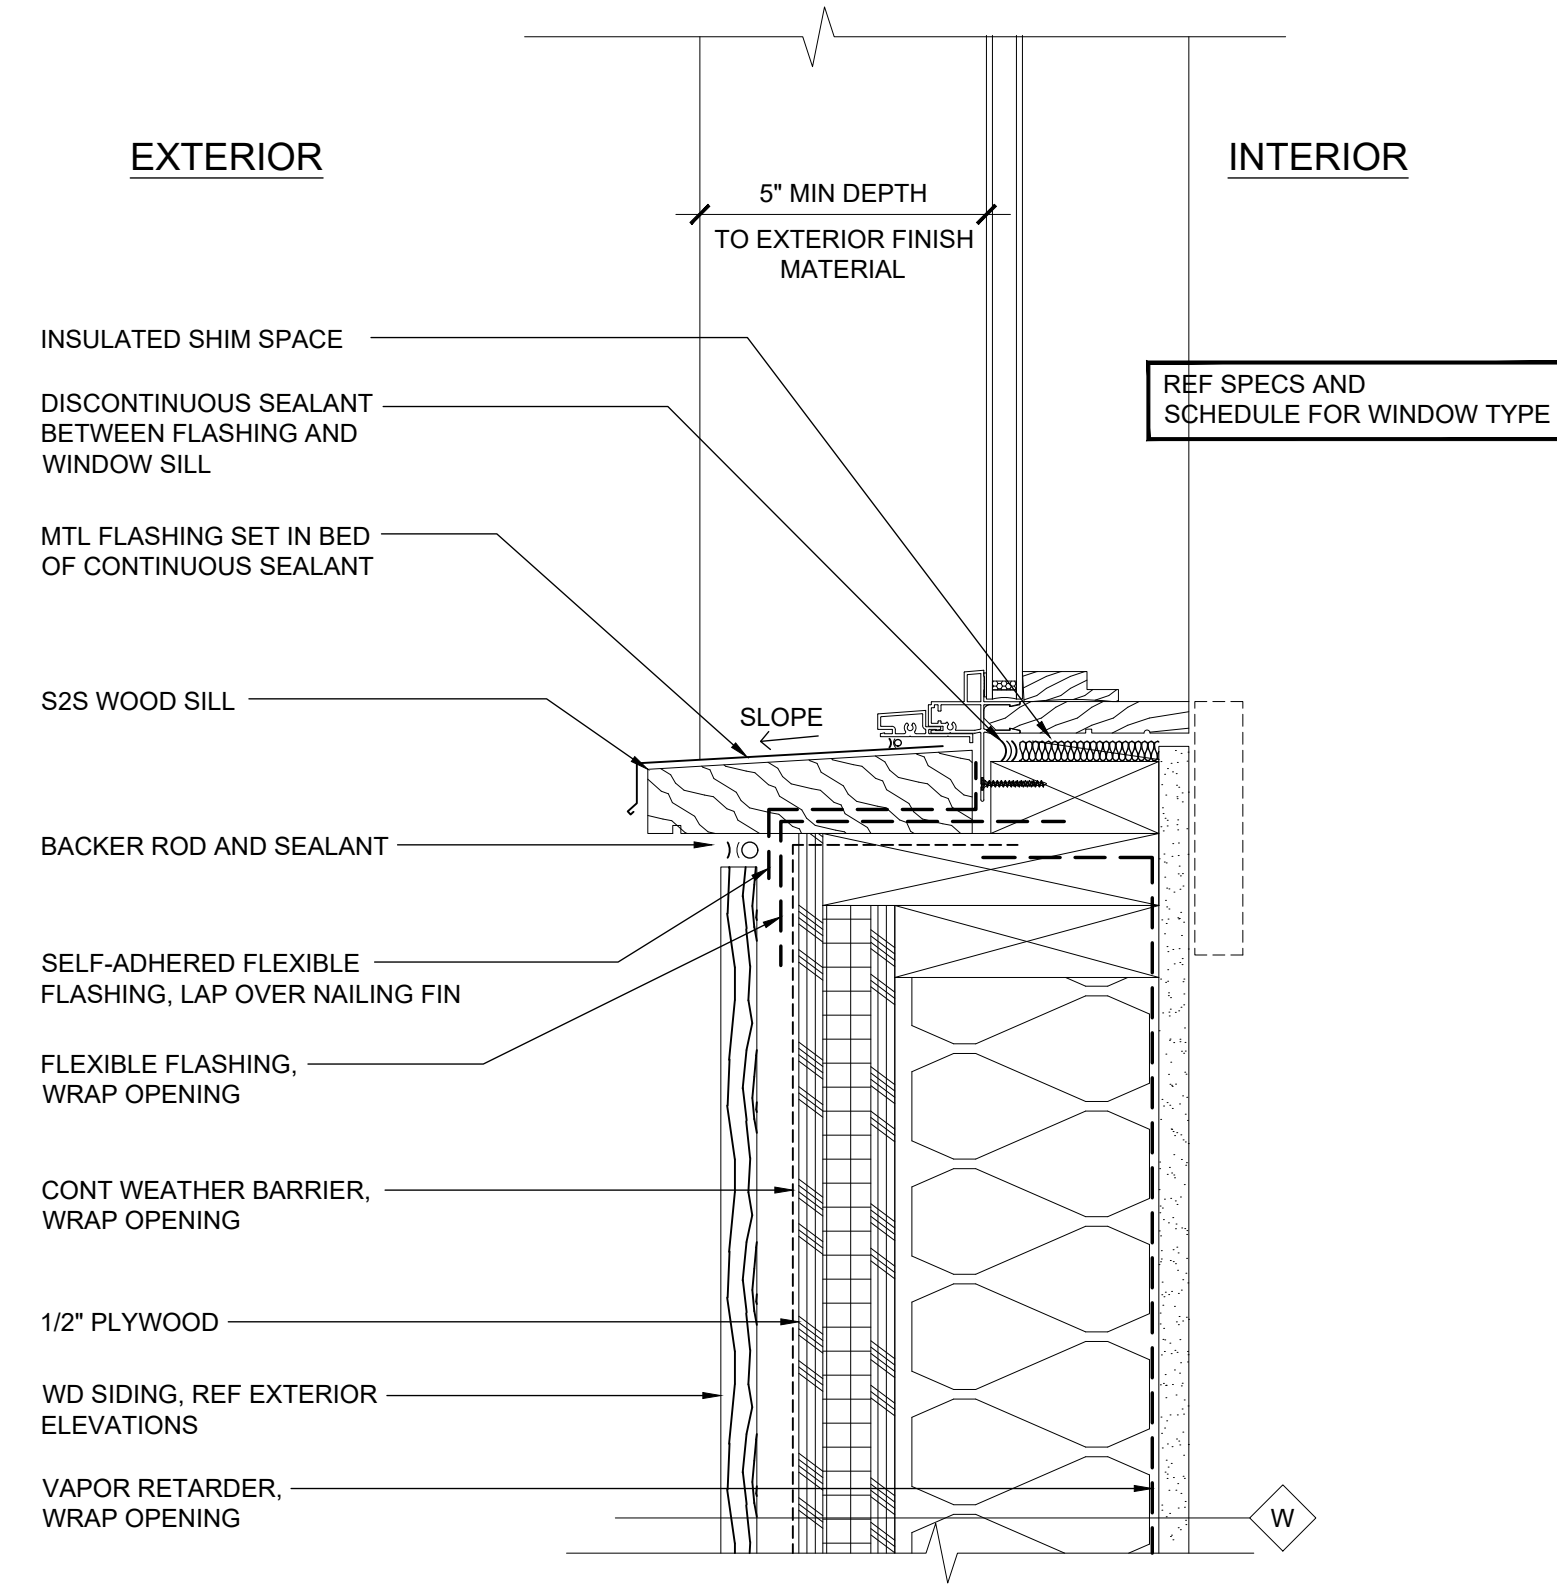 EXTERIOR
INTERIOR
5" MIN DEPTH
TO EXTERIOR FINISH
MATERIAL
INSULATED SHIM SPACE
REF SPECS AND
SCHEDULE FOR WINDOW TYPE
DISCONTINUOUS SEALANT
BETWEEN FLASHING AND
WINDOW SILL
MTL FLASHING SET IN BED
OF CONTINUOUS SEALANT
S2S WOOD SILL
SLOPE
BACKER ROD AND SEALANT
SELF-ADHERED FLEXIBLE
FLASHING, LAP OVER NAILING FIN
FLEXIBLE FLASHING,
WRAP OPENING
CONT WEATHER BARRIER,
WRAP OPENING
1/2" PLYWOOD
WD SIDING, REF EXTERIOR
ELEVATIONS
VAPOR RETARDER,
WRAP OPENING
W